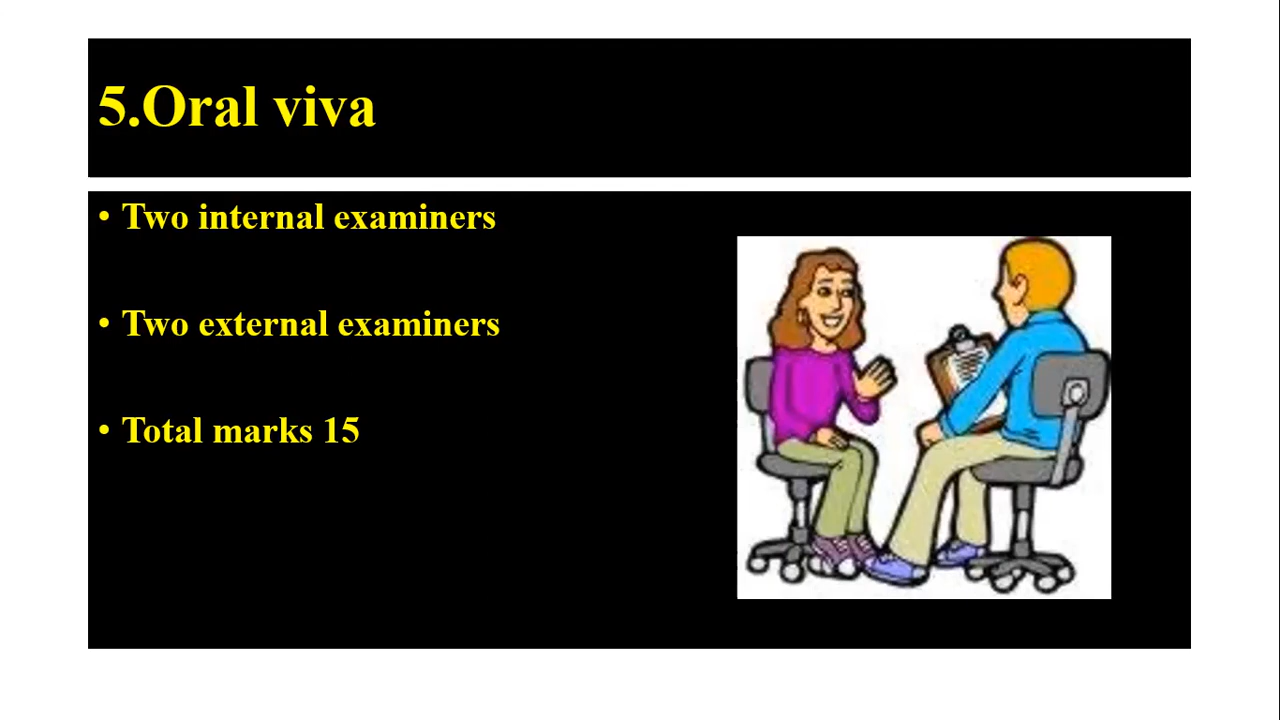 5.Oral viva
• Two internal examiners
• Two external examiners
• Total marks 15